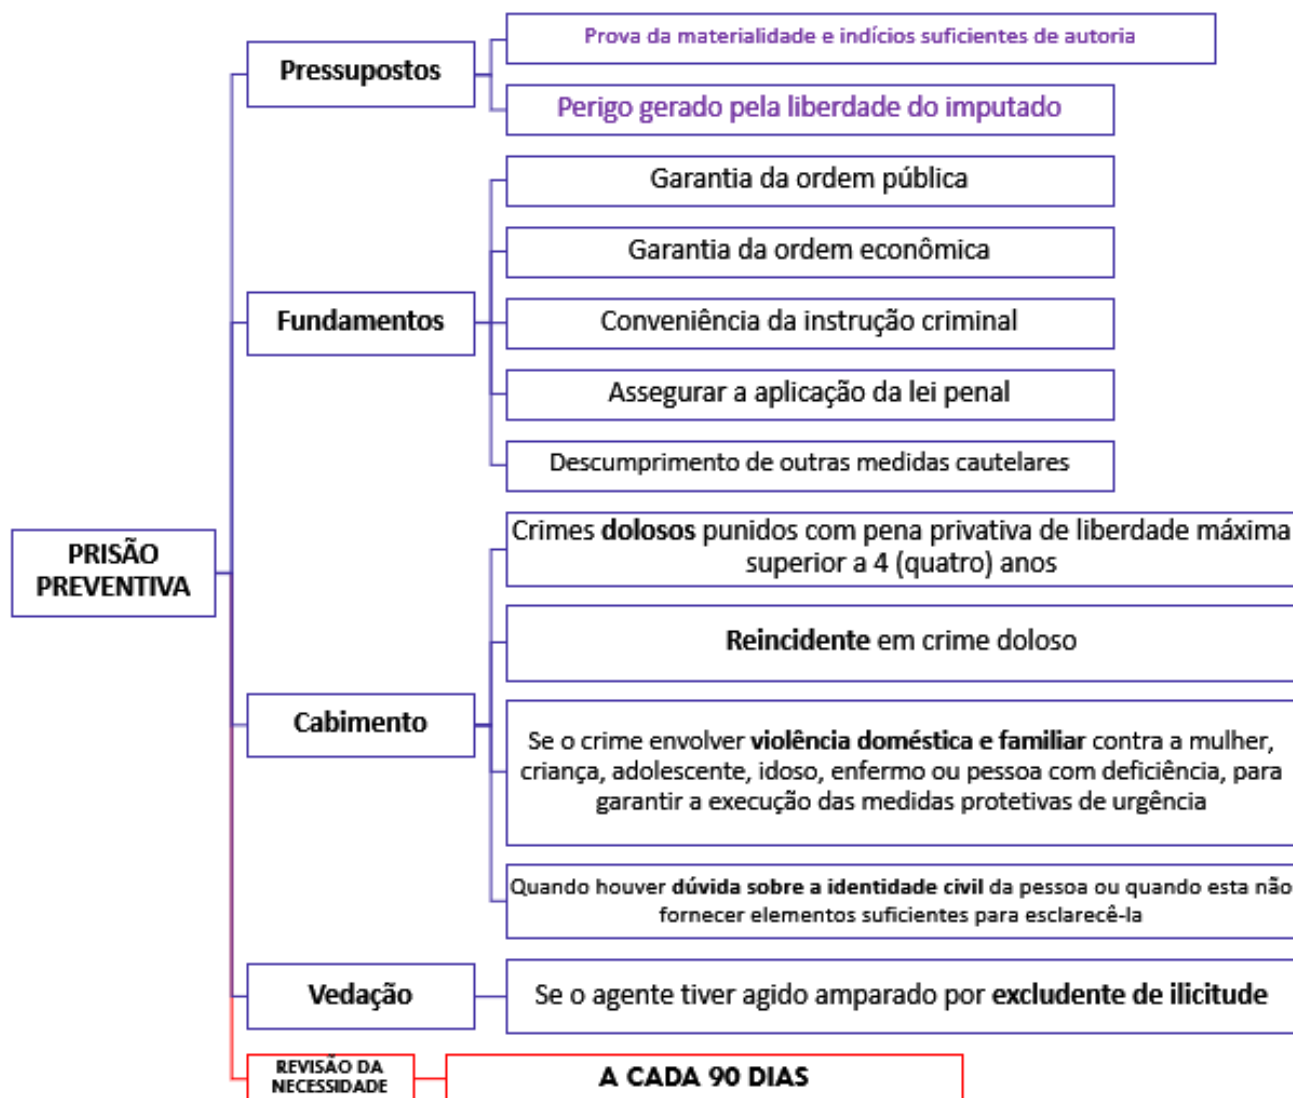 Prova da materialidade e indícios suficientes de autoria
Pressupostos
Perigo gerado pela liberdade do imputado
Garantia da ordem pública
Garantia da ordem econômica
Fundamentos
Conveniência da instrução criminal
Assegurar a aplicação da lei penal
Descumprimento de outras medidas cautelares
PRISÃO
PREVENTIVA
Crimes dolosos punidos com pena privativa de liberdade máxima
superior a 4 (quatro) anos
Reincidente em crime doloso
Cabimento
Se o crime envolver violência doméstica e familiar contra a mulher,
criança, adolescente, idoso, enfermo ou pessoa com deficiência, para
garantir a execução das medidas protetivas de urgência
Quando houver dúvida sobre a identidade civil da pessoa ou quando esta não
fornecer elementos suficientes para esclarecê-la
Vedação
Se o agente tiver agido amparado por excludente de ilicitude
REVISÃO DA
NECESSIDADE
A CADA 90 DIAS